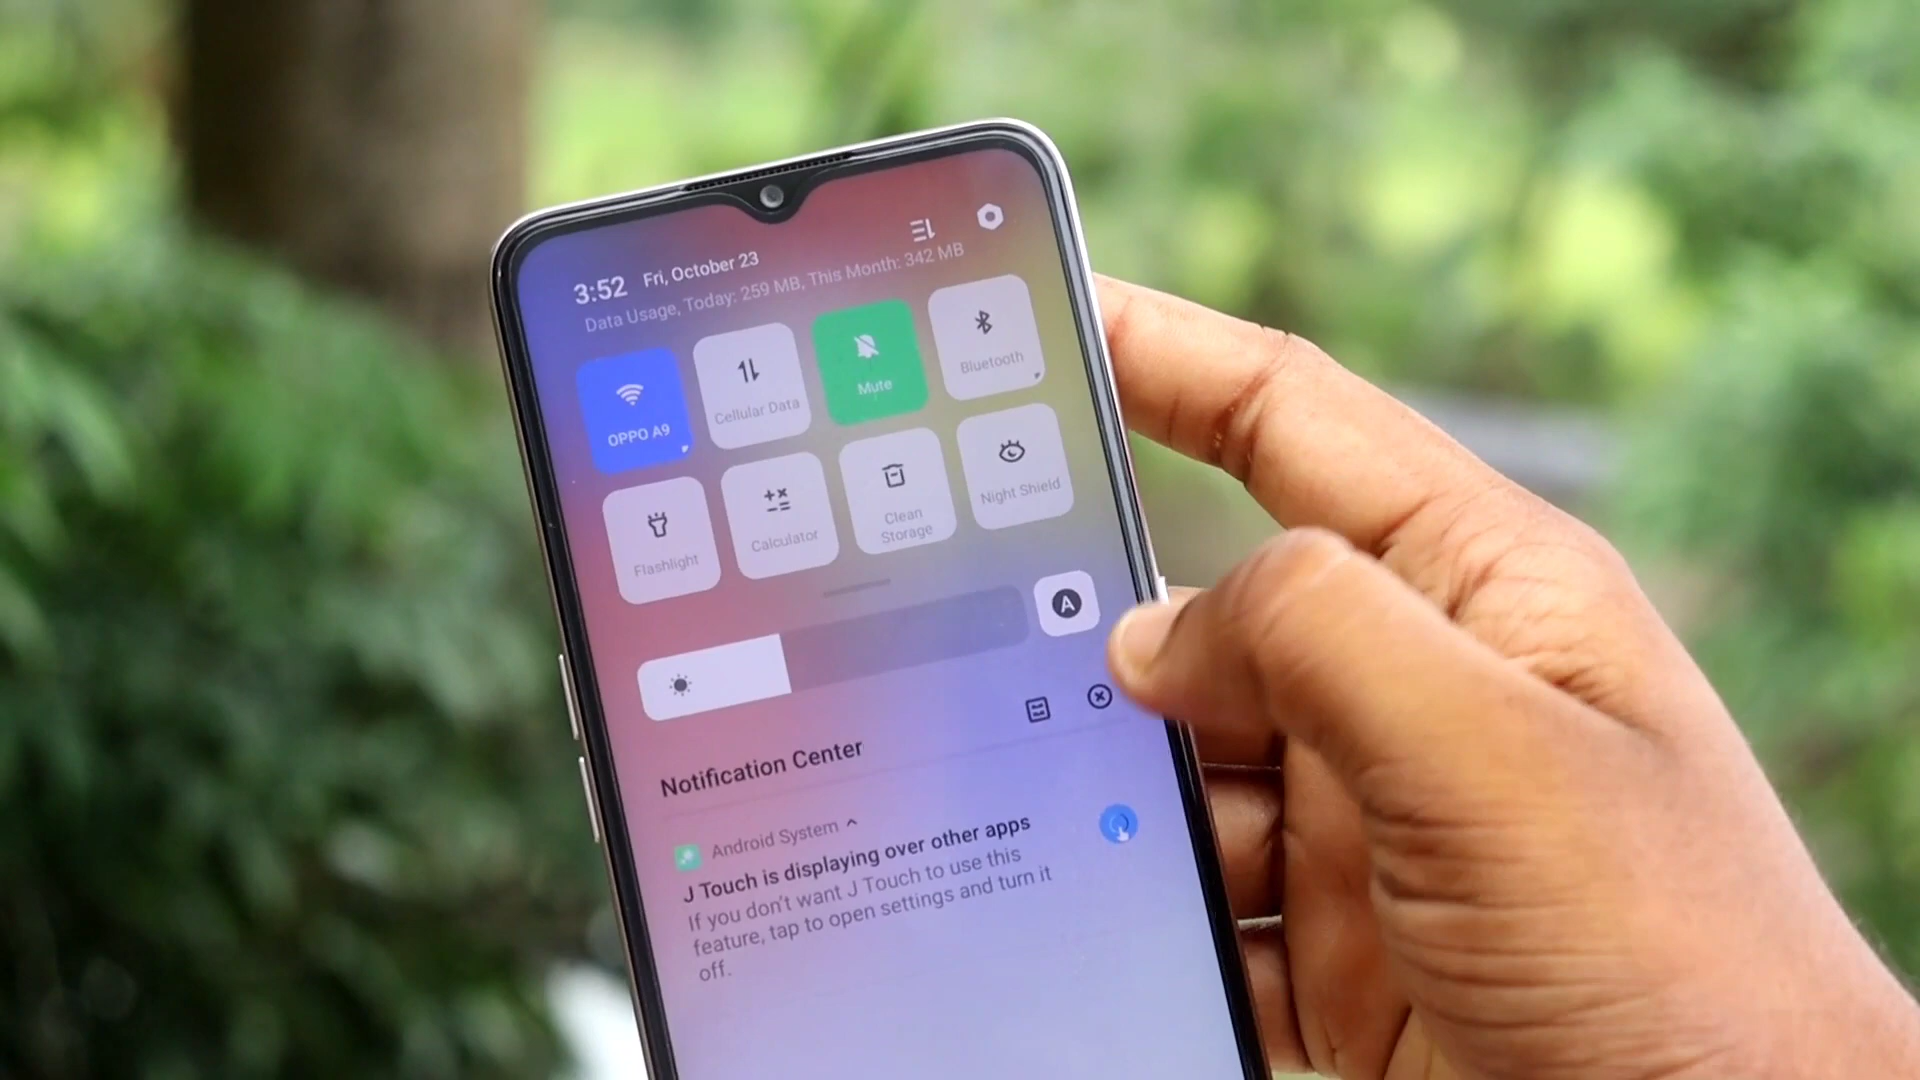 3:52 Fri, October 23
Data Usage, Today: 259 MB, This Month: 342 MB
OPPO A9
Cellular Data
Mute
Bluetooth
Flashlight
Calculator
Clean
Storage
Night Shield
A
Notification Center
Android System
J Touch is displaying over other apps
If you don't want J Touch to use this
feature, tap to open settings and turn it
off.